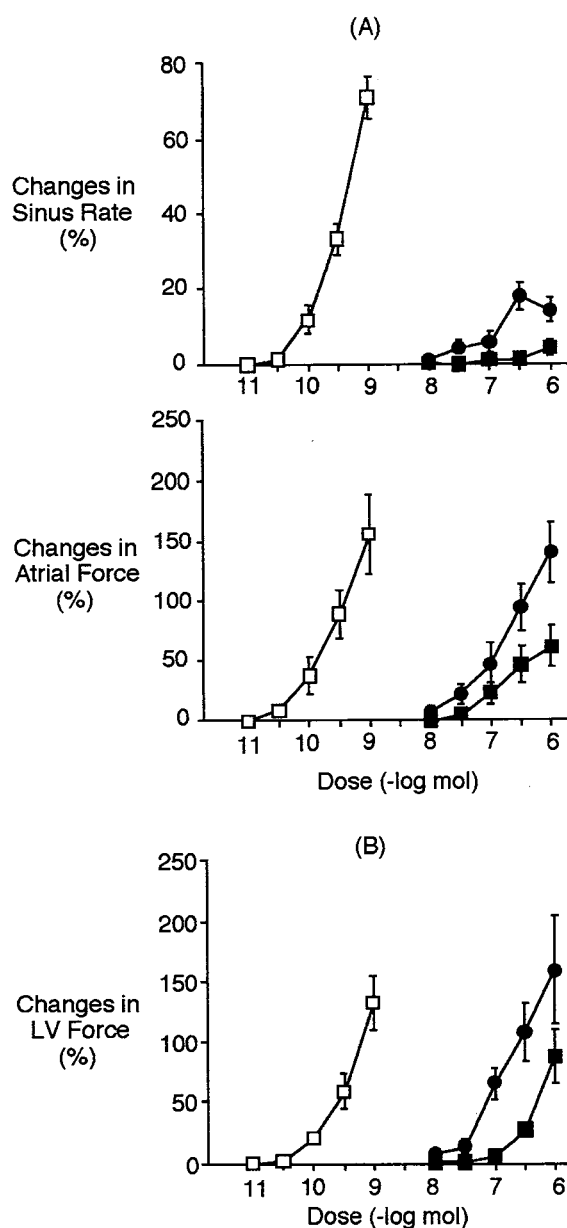 (A)
80
60
40
20
0
Changes in
Sinus Rate
(%)
11 10 9 8 7 6
250
200
150
100
50
0
Changes in
Atrial Force
(%)
11 10 9 8 7 6
Dose (-log mol)
(B)
250
200
150
100
50
0
Changes in
LV Force
(%)
11 10 9 8 7 6
Dose (-log mol)